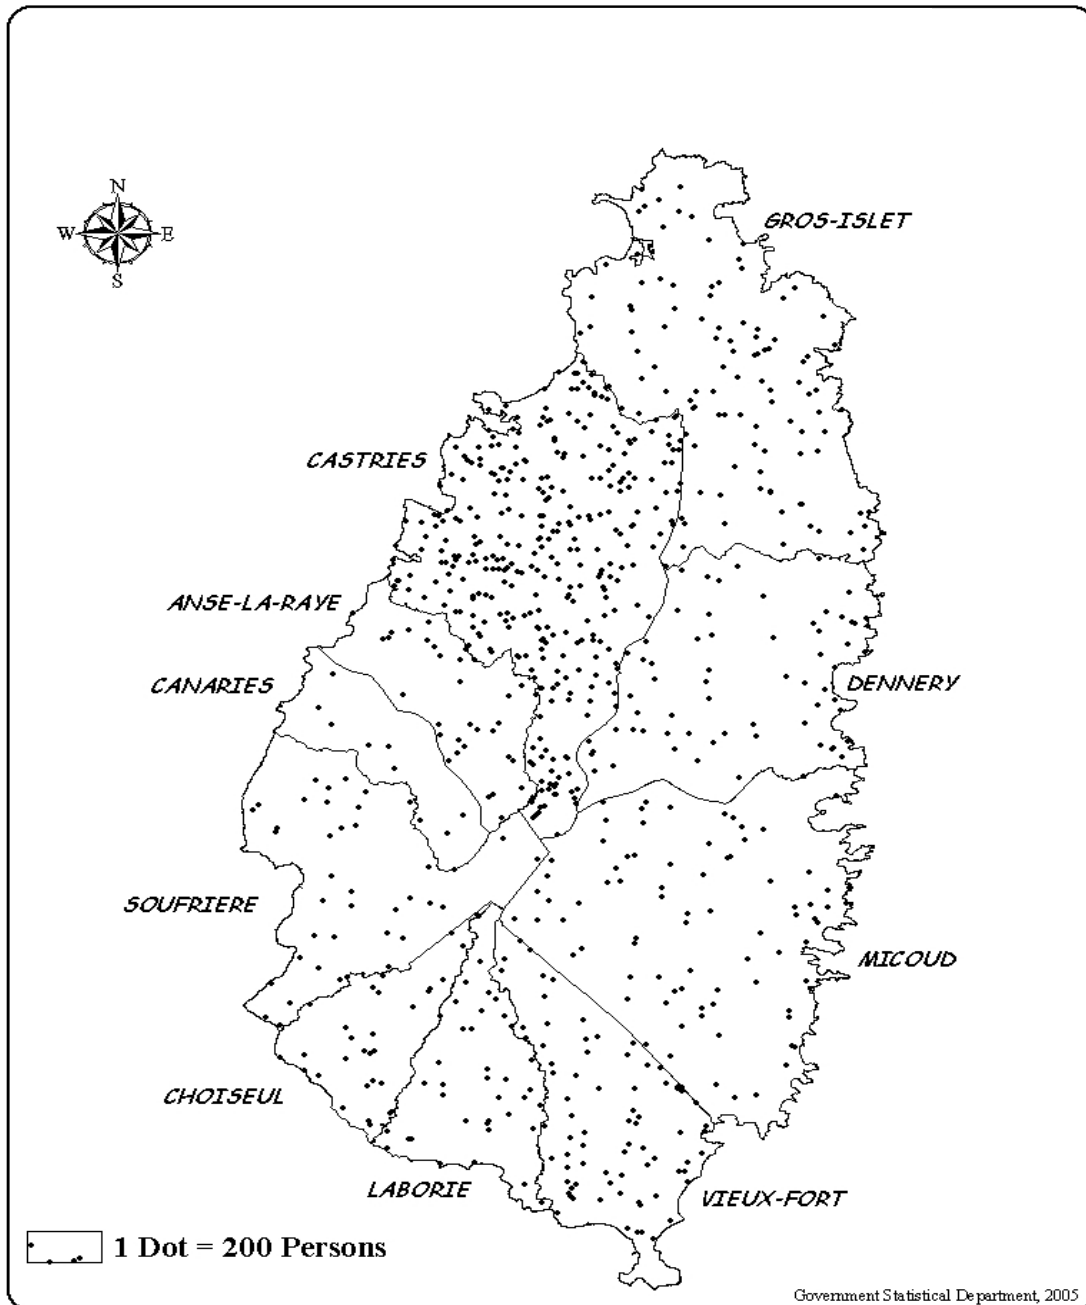 N
W E
S
GROS-ISLET
CASTRIES
ANSE-LA-RAYE
CANARIES
DENNERY
SOUFRIERE
MICOUD
CHOISEUL
LABORIE
VIEUX-FORT
1 Dot = 200 Persons
Government Statistical Department, 2005